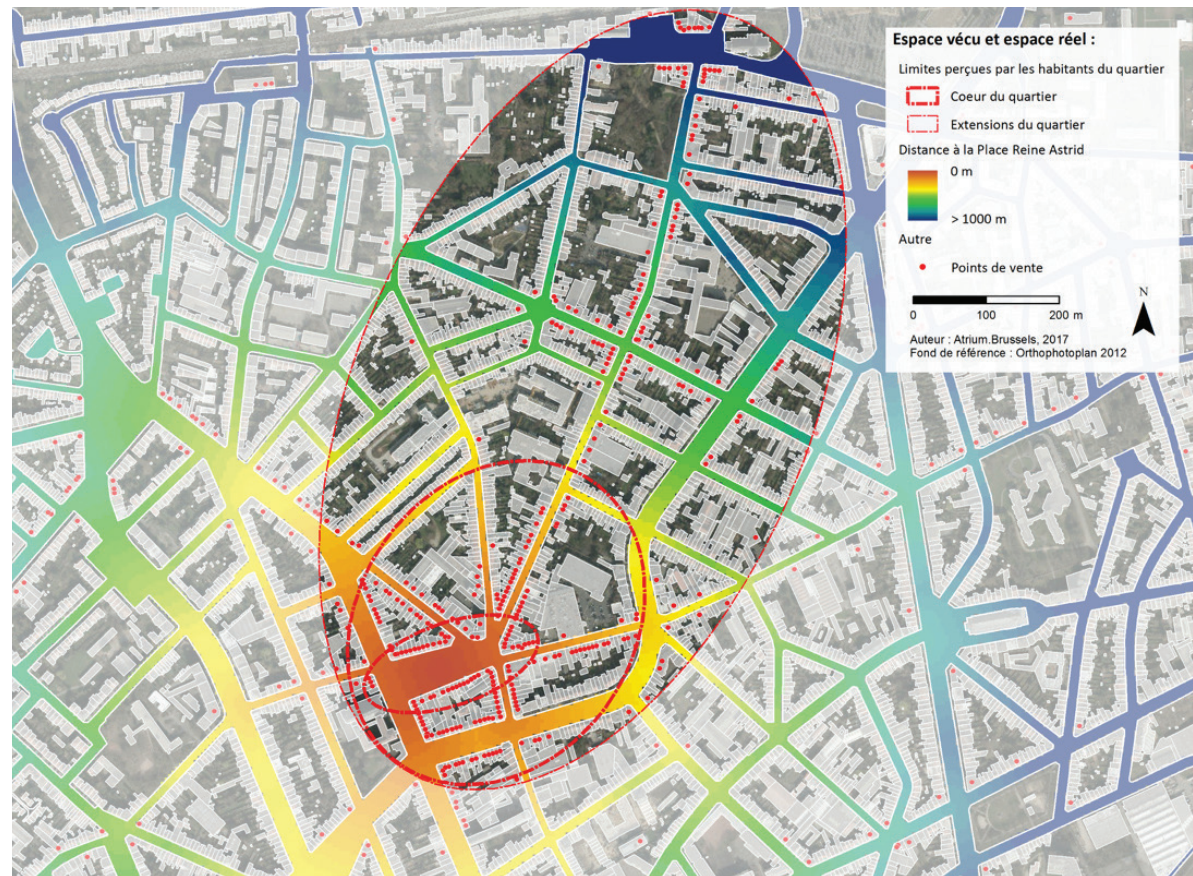 Espace vécu et espace réel :
Limites perçues par les habitants du quartier
Coeur du quartier
Extensions du quartier
Distance à la Place Reine Astrid
0 m
> 1000 m
Autre
Points de vente
N
0 100 200 m
Auteur : Atrium.Brussels, 2017
Fond de référence : Orthophotoplan 2012